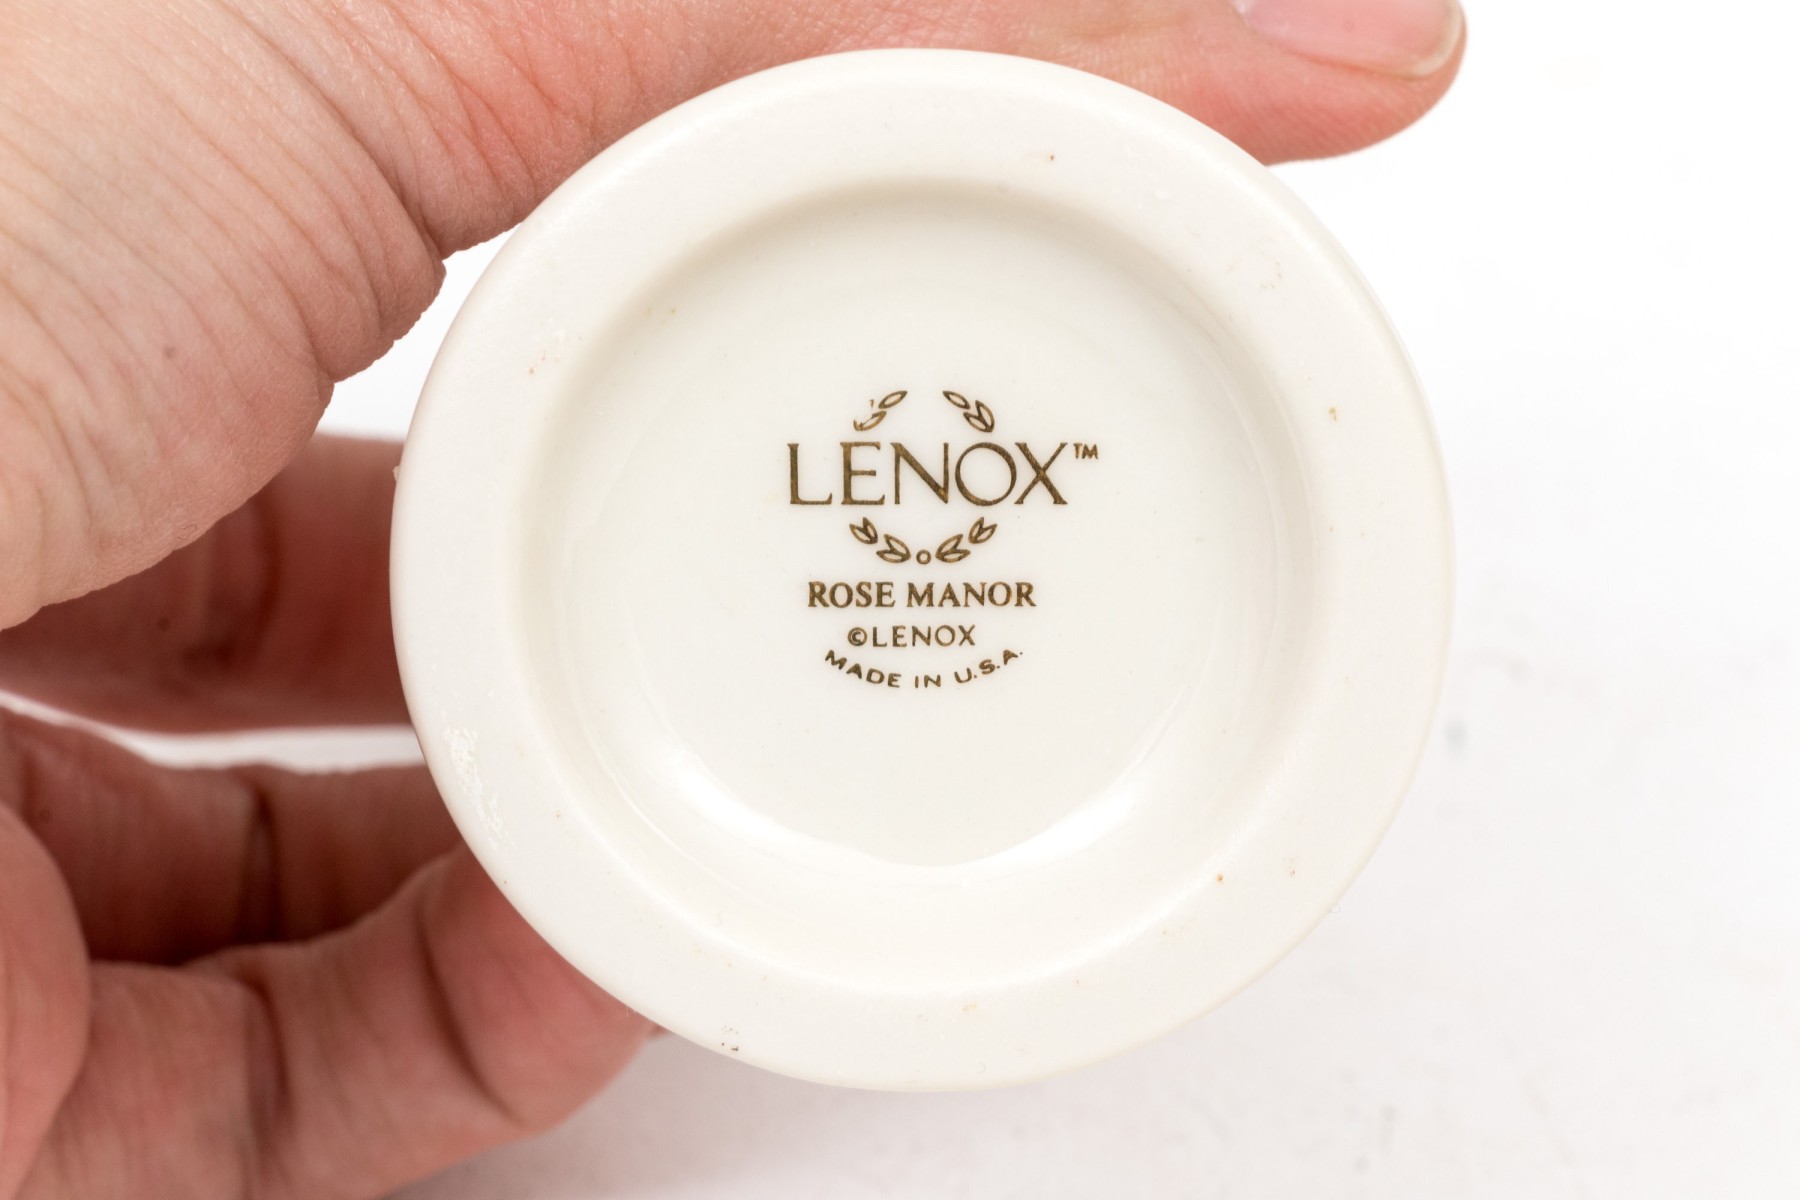 LENOX™
ROSE MANOR
©LENOX
MADE IN U.S.A.